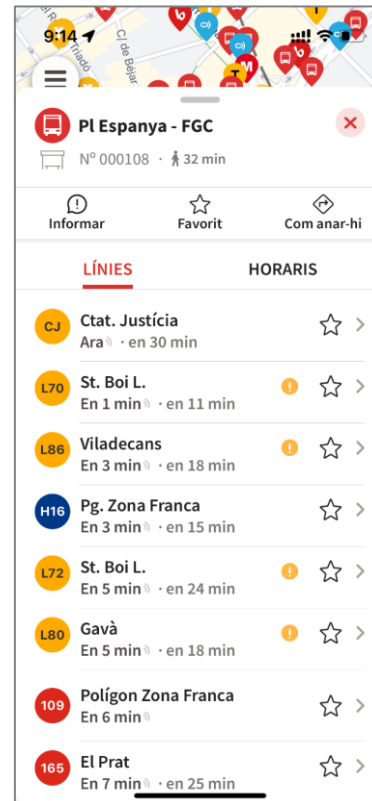 9:14
Triadó
C/ de Béjar
Pl Espanya - FGC
Nº 000108 · 32 min
Informar
Favorit
Com anar-hi
LÍNIES
HORARIS
CJ
Ctat. Justícia
Ara · en 30 min
L70
St. Boi L.
En 1 min · en 11 min
L86
Viladecans
En 3 min · en 18 min
H16
Pg. Zona Franca
En 3 min · en 15 min
L72
St. Boi L.
En 5 min · en 24 min
L80
Gavà
En 5 min · en 18 min
109
Polígon Zona Franca
En 6 min
165
El Prat
En 7 min · en 25 min